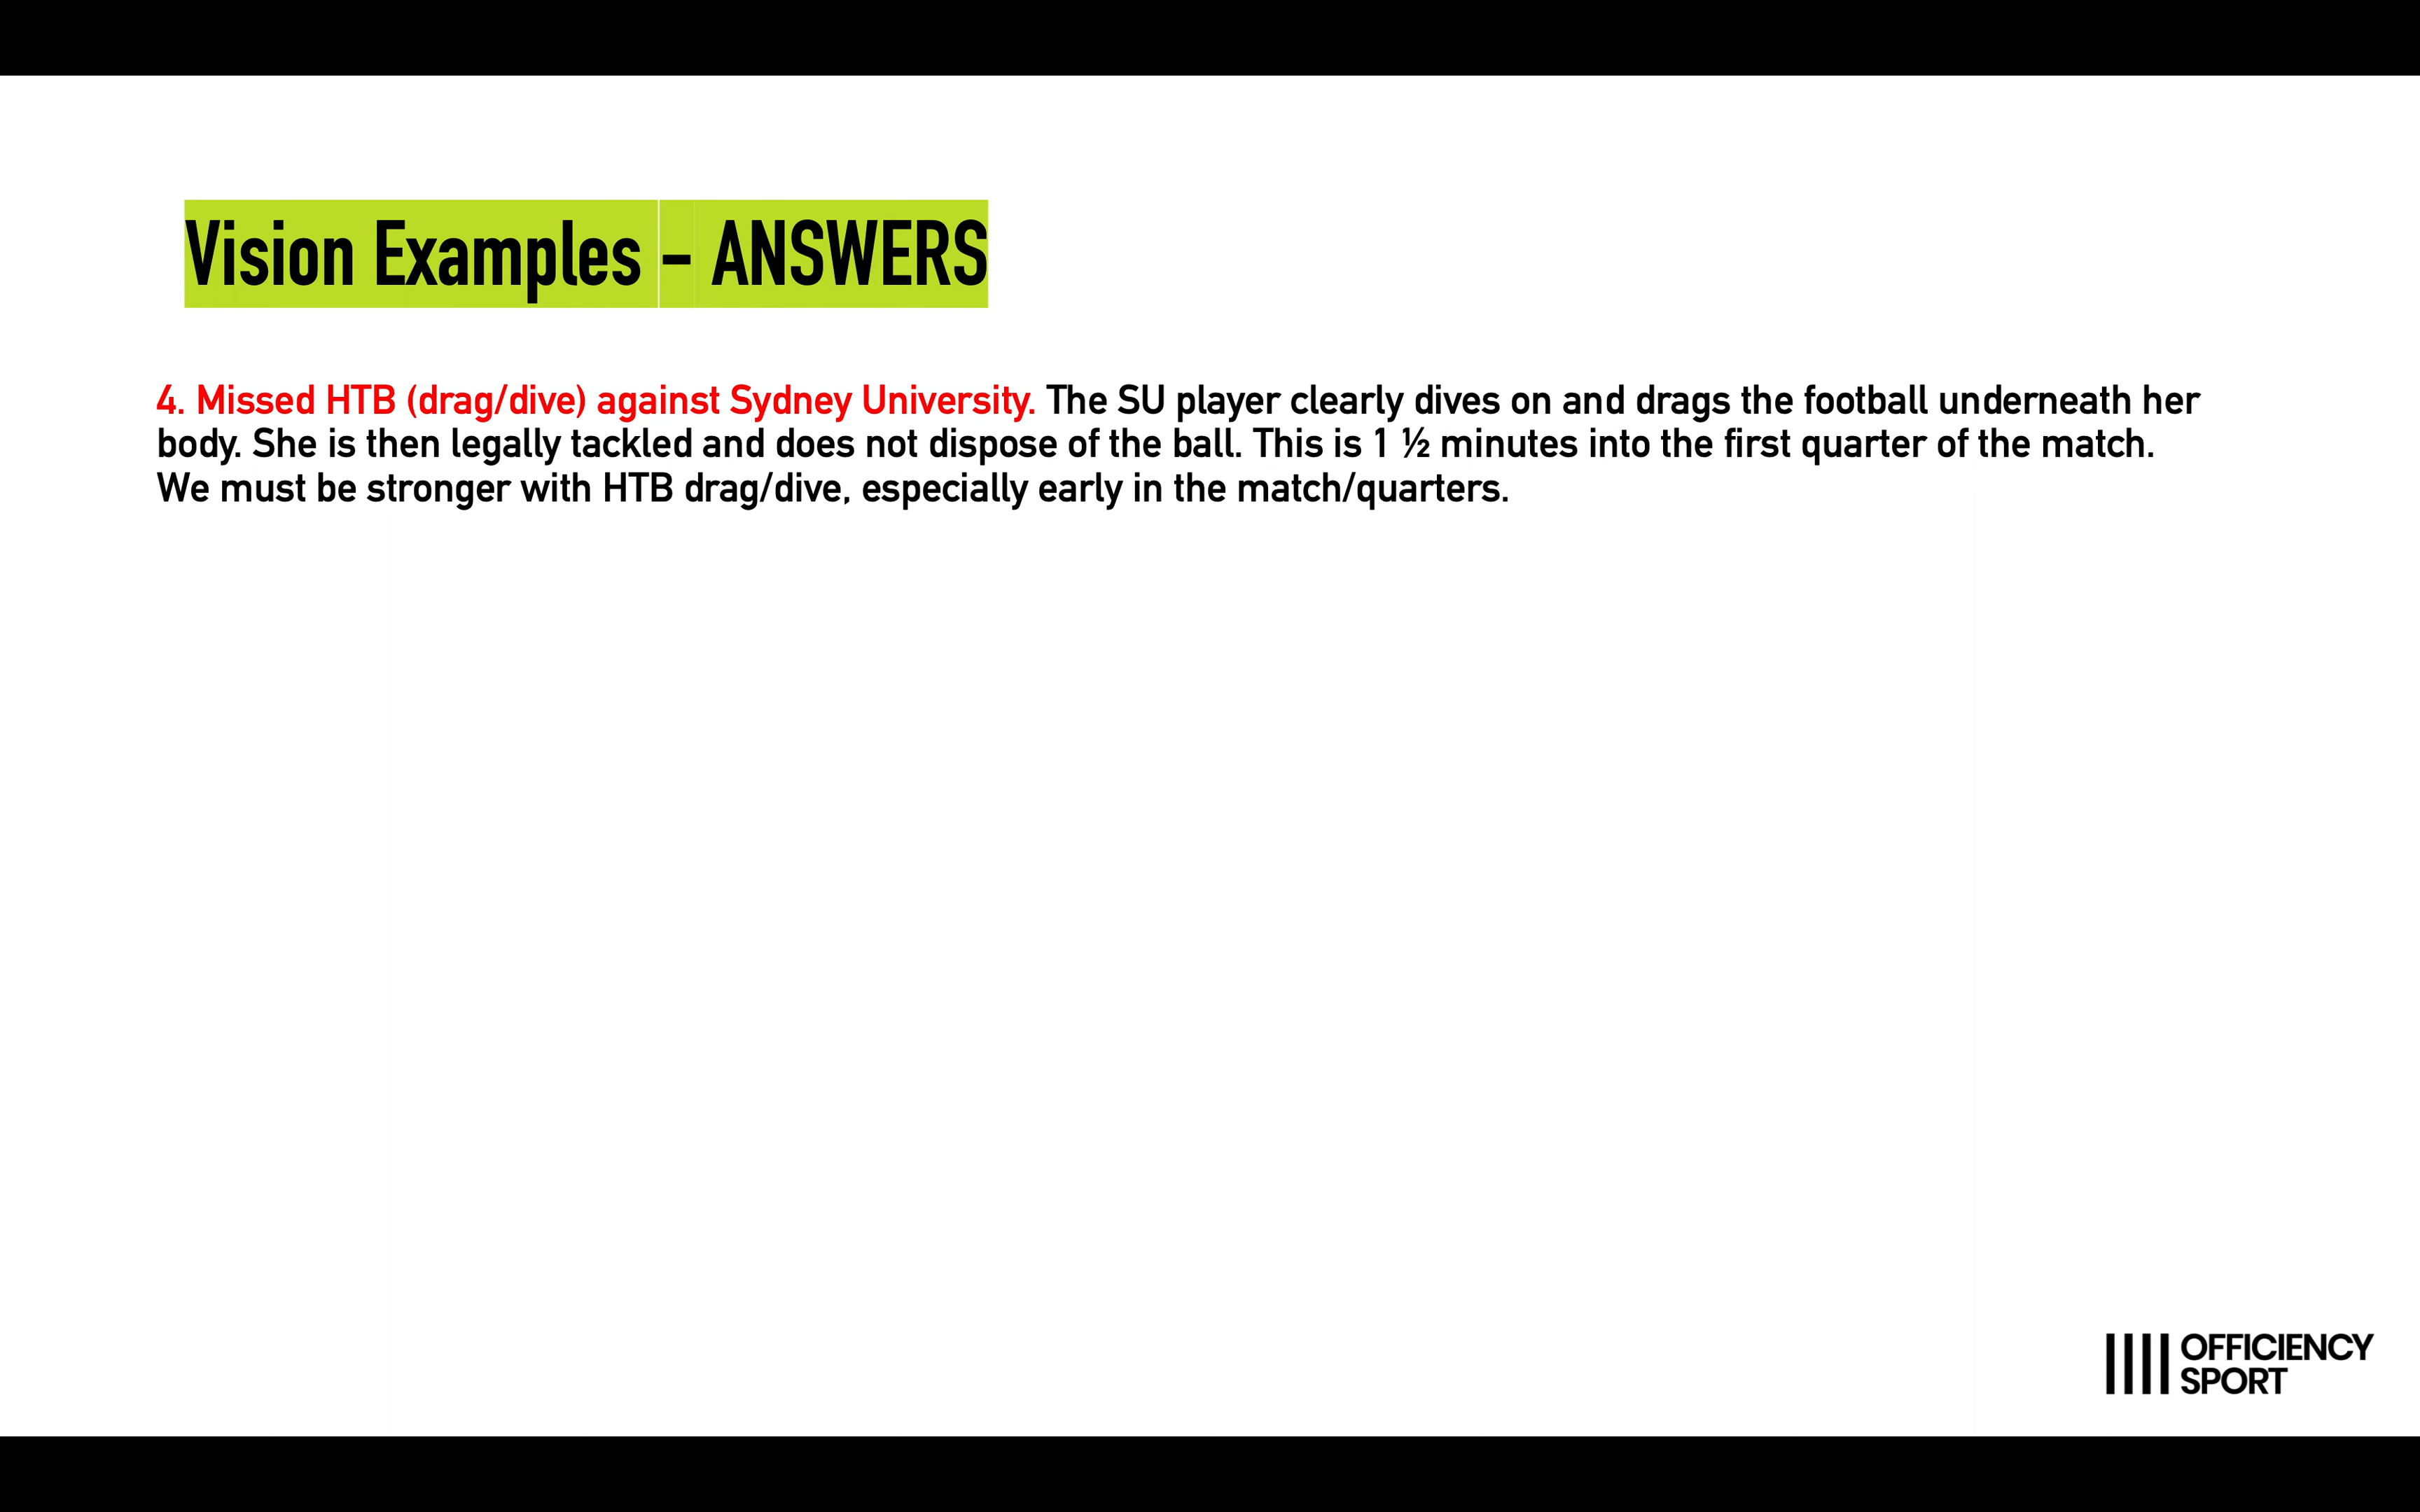 Vision Examples – ANSWERS
4. Missed HTB (drag/dive) against Sydney University. The SU player clearly dives on and drags the football underneath her
body. She is then legally tackled and does not dispose of the ball. This is 1 ½ minutes into the first quarter of the match.
We must be stronger with HTB drag/dive, especially early in the match/quarters.
OFFICIENCY
SPORT